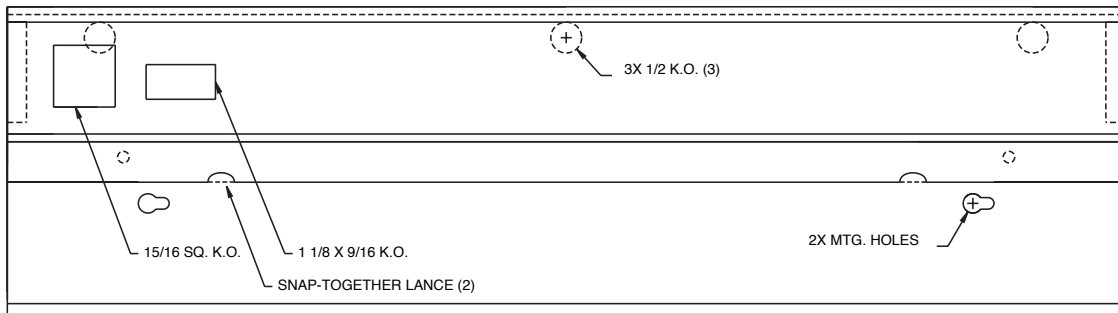 3X 1/2 K.O. (3)
15/16 SQ. K.O.
1 1/8 X 9/16 K.O.
2X MTG. HOLES
SNAP-TOGETHER LANCE (2)